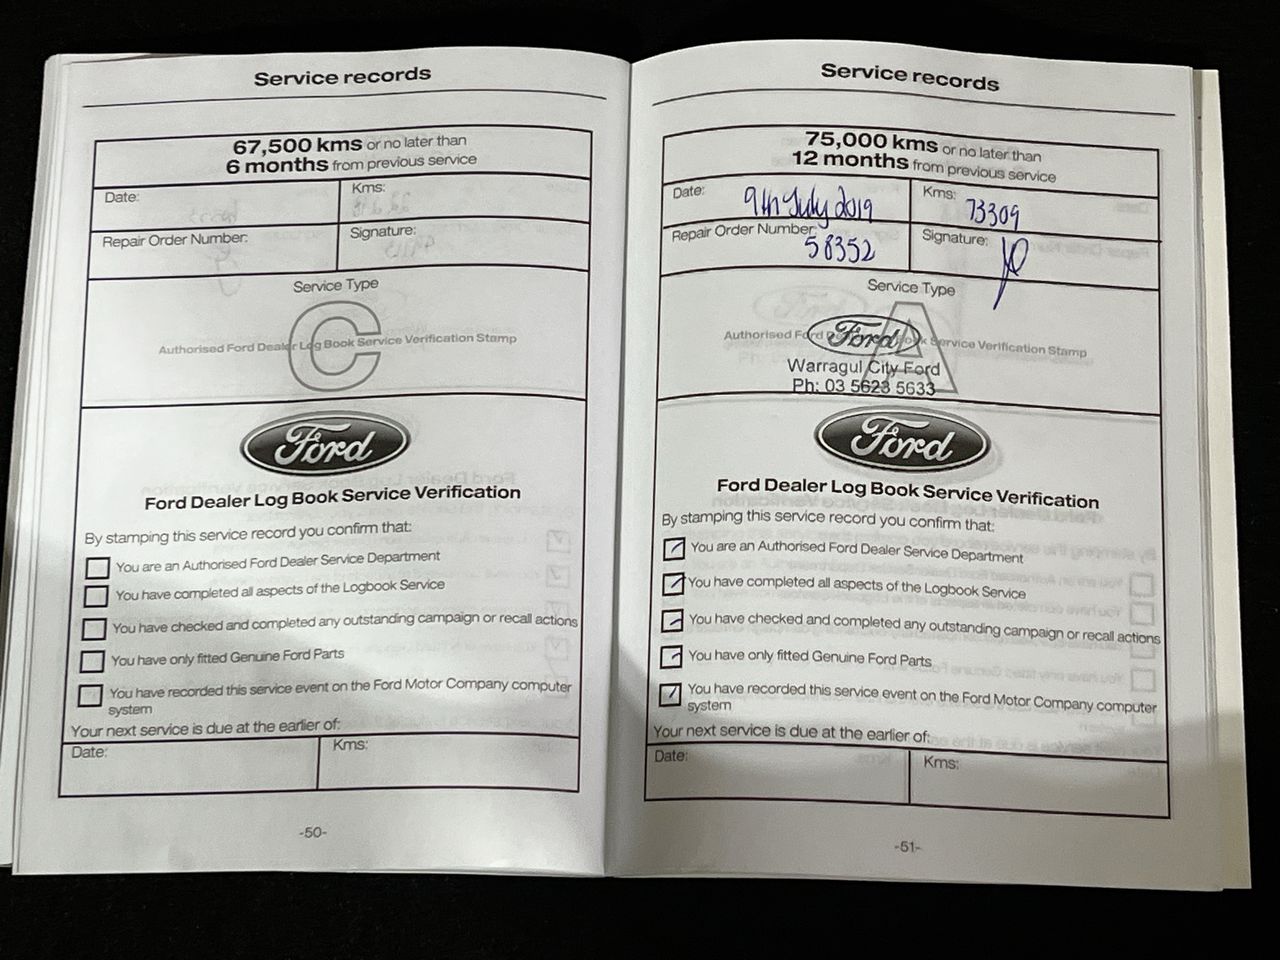 Service records
67,500 kms or no later than
6 months from previous service
Date:
Kms:
Repair Order Number:
Signature:
Service Type
C
Authorised Ford Dealer Log Book Service Verification Stamp
Ford
Ford Dealer Log Book Service Verification
By stamping this service record you confirm that:
You are an Authorised Ford Dealer Service Department
You have completed all aspects of the Logbook Service
You have checked and completed any outstanding campaign or recall actions
You have only fitted Genuine Ford Parts
You have recorded this service event on the Ford Motor Company computer
system
Your next service is due at the earlier of:
Date:
Kms:
-50-
Service records
75,000 kms or no later than
12 months from previous service
Date: 9th July 2019
Kms: 73309
Repair Order Number: 58352
Signature:
Service Type
A
Authorised Ford Dealer Log Book Service Verification Stamp
Ford
Warragul City Ford
Ph: 03 5623 5633
Ford
Ford Dealer Log Book Service Verification
By stamping this service record you confirm that:
You are an Authorised Ford Dealer Service Department
You have completed all aspects of the Logbook Service
You have checked and completed any outstanding campaign or recall actions
You have only fitted Genuine Ford Parts
You have recorded this service event on the Ford Motor Company computer
system
Your next service is due at the earlier of:
Date:
Kms:
-51-